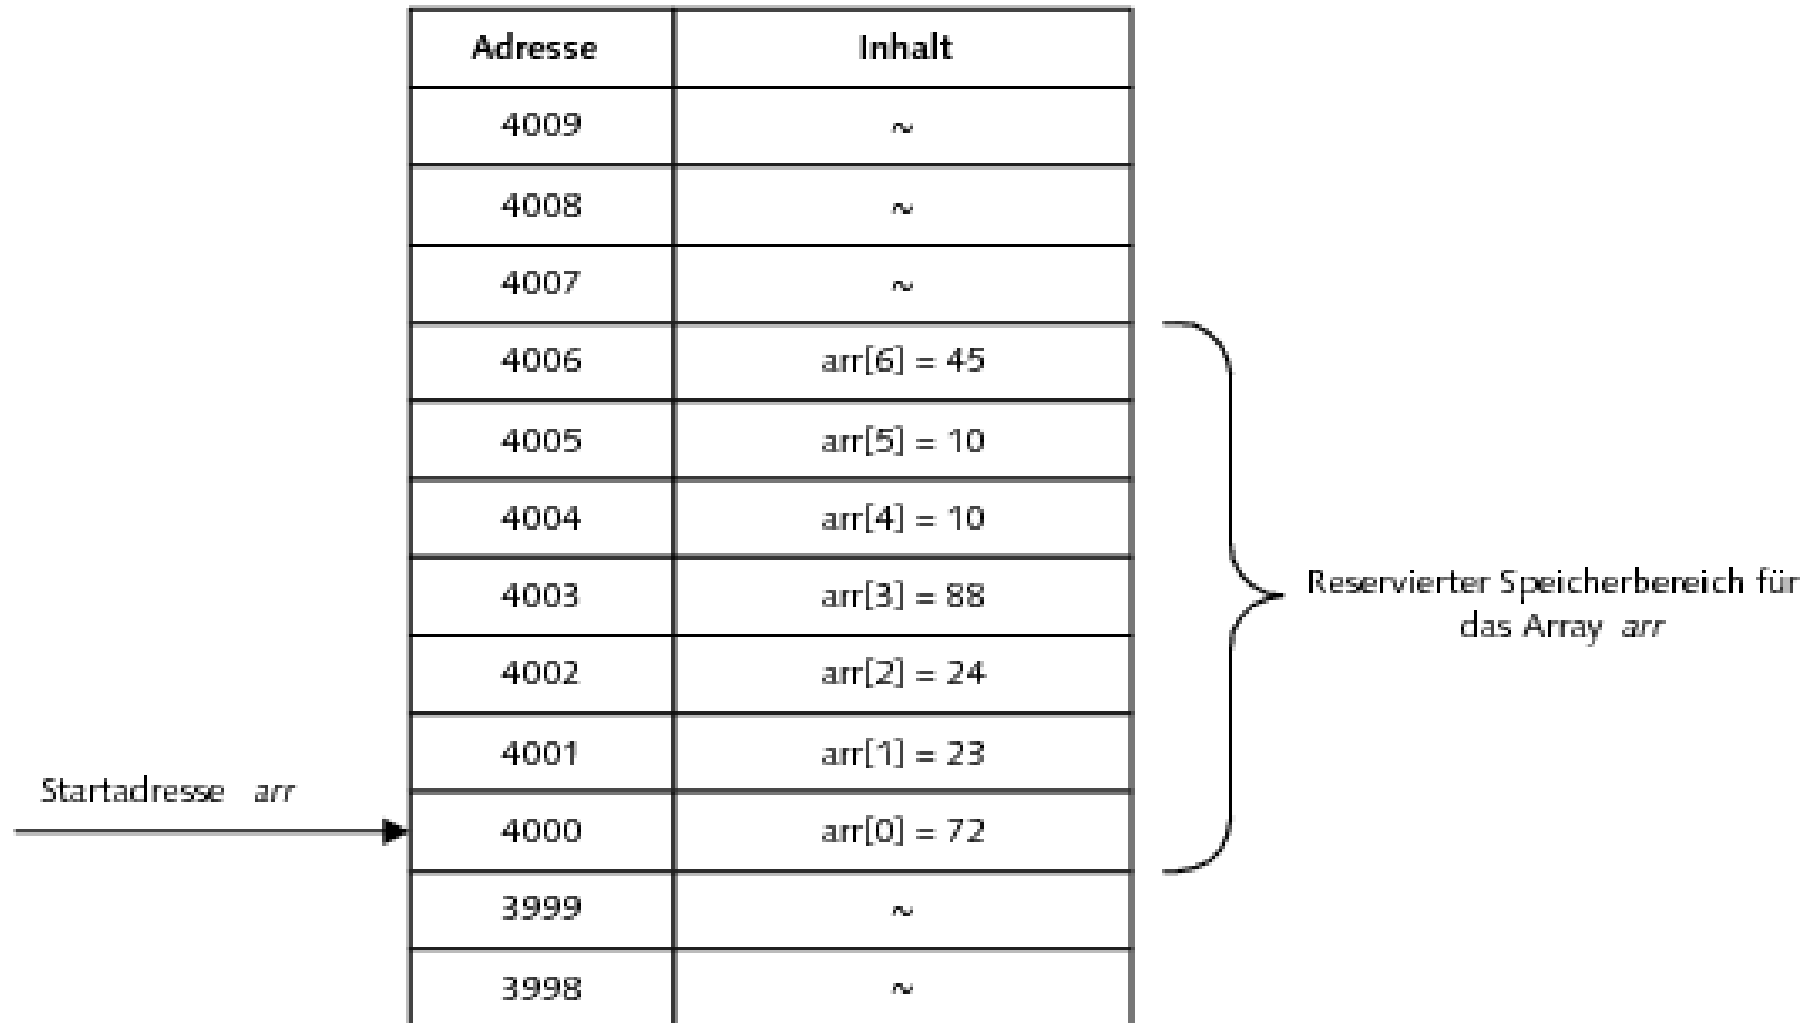 Adresse Inhalt
4009 ~
4008 ~
4007 ~
4006 arr[6] = 45
4005 arr[5] = 10
4004 arr[4] = 10
4003 arr[3] = 88
4002 arr[2] = 24
4001 arr[1] = 23
4000 arr[0] = 72
3999 ~
3998 ~
Startadresse arr
Reservierter Speicherbereich für
das Array arr